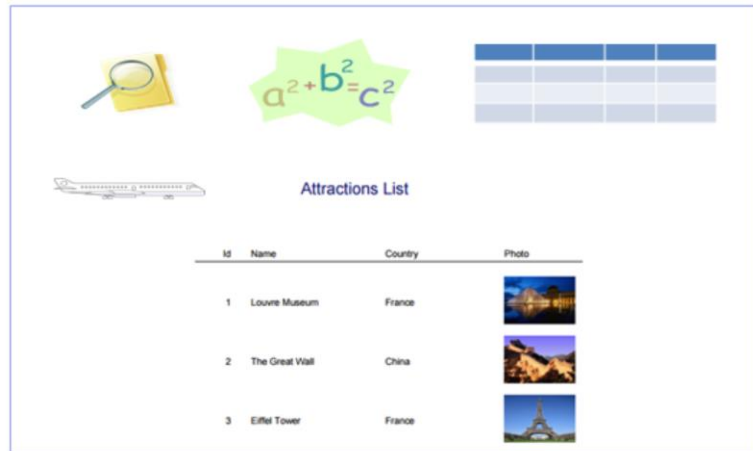 a²+b²=c²
Attractions List
Id Name Country Photo
1 Louvre Museum France
2 The Great Wall China
3 Eiffel Tower France